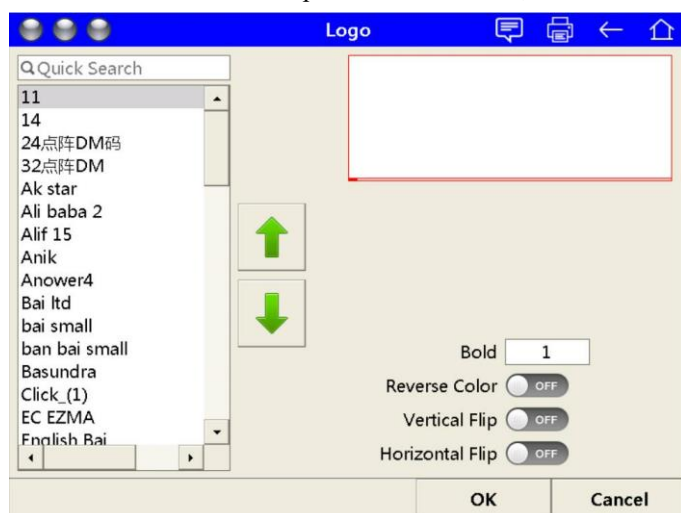 Logo
Quick Search
11
14
24点阵DM码
32点阵DM
Ak star
Ali baba 2
Alif 15
Anik
Anower4
Bai ltd
bai small
ban bai small
Basundra
Click_(1)
EC EZMA
English Bai
Bold 1
Reverse Color OFF
Vertical Flip OFF
Horizontal Flip OFF
OK Cancel